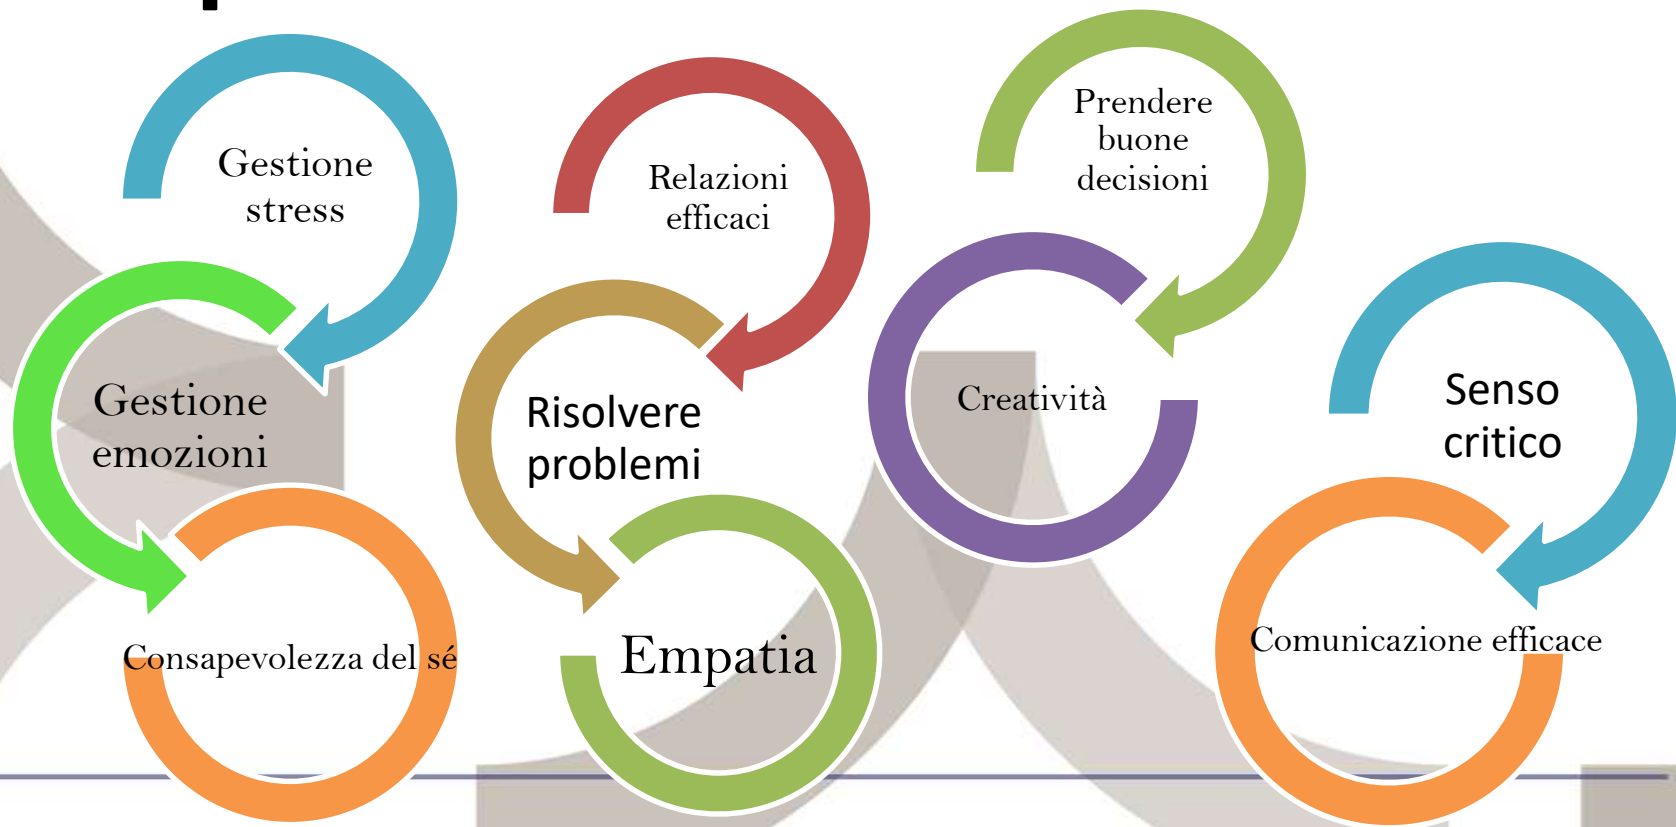 Gestione
stress
Gestione
emozioni
Consapevolezza del sé
Relazioni
efficaci
Risolvere
problemi
Empatia
Prendere
buone
decisioni
Creatività
Senso
critico
Comunicazione efficace